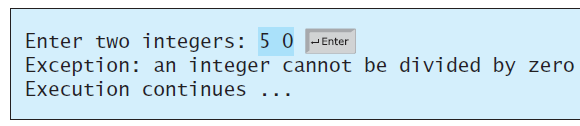 Enter two integers: 5 0 ↵Enter
Exception: an integer cannot be divided by zero
Execution continues ...